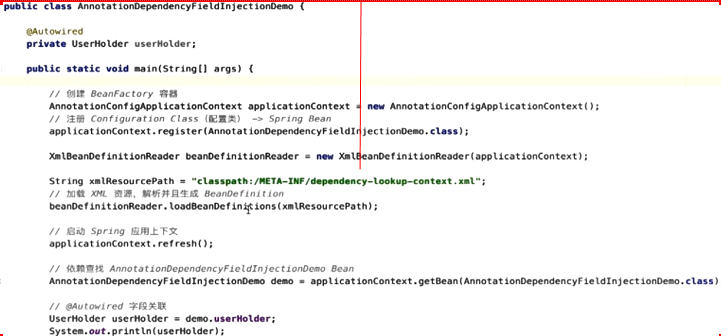 public class AnnotationDependencyFieldInjectionDemo {
@Autowired
private UserHolder userHolder;
public static void main(String[] args) {
// 创建 BeanFactory 容器
AnnotationConfigApplicationContext applicationContext = new AnnotationConfigApplicationContext();
// 注册 Configuration Class（配置类） -> Spring Bean
applicationContext.register(AnnotationDependencyFieldInjectionDemo.class);
XmlBeanDefinitionReader beanDefinitionReader = new XmlBeanDefinitionReader(applicationContext);
String xmlResourcePath = "classpath:/META-INF/dependency-lookup-context.xml";
// 加载 XML 资源，解析并且生成 BeanDefinition
beanDefinitionReader.loadBeanDefinitions(xmlResourcePath);
// 启动 Spring 应用上下文
applicationContext.refresh();
// 依赖查找 AnnotationDependencyFieldInjectionDemo Bean
AnnotationDependencyFieldInjectionDemo demo = applicationContext.getBean(AnnotationDependencyFieldInjectionDemo.class)
// @Autowired 字段关联
UserHolder userHolder = demo.userHolder;
System.out.println(userHolder);